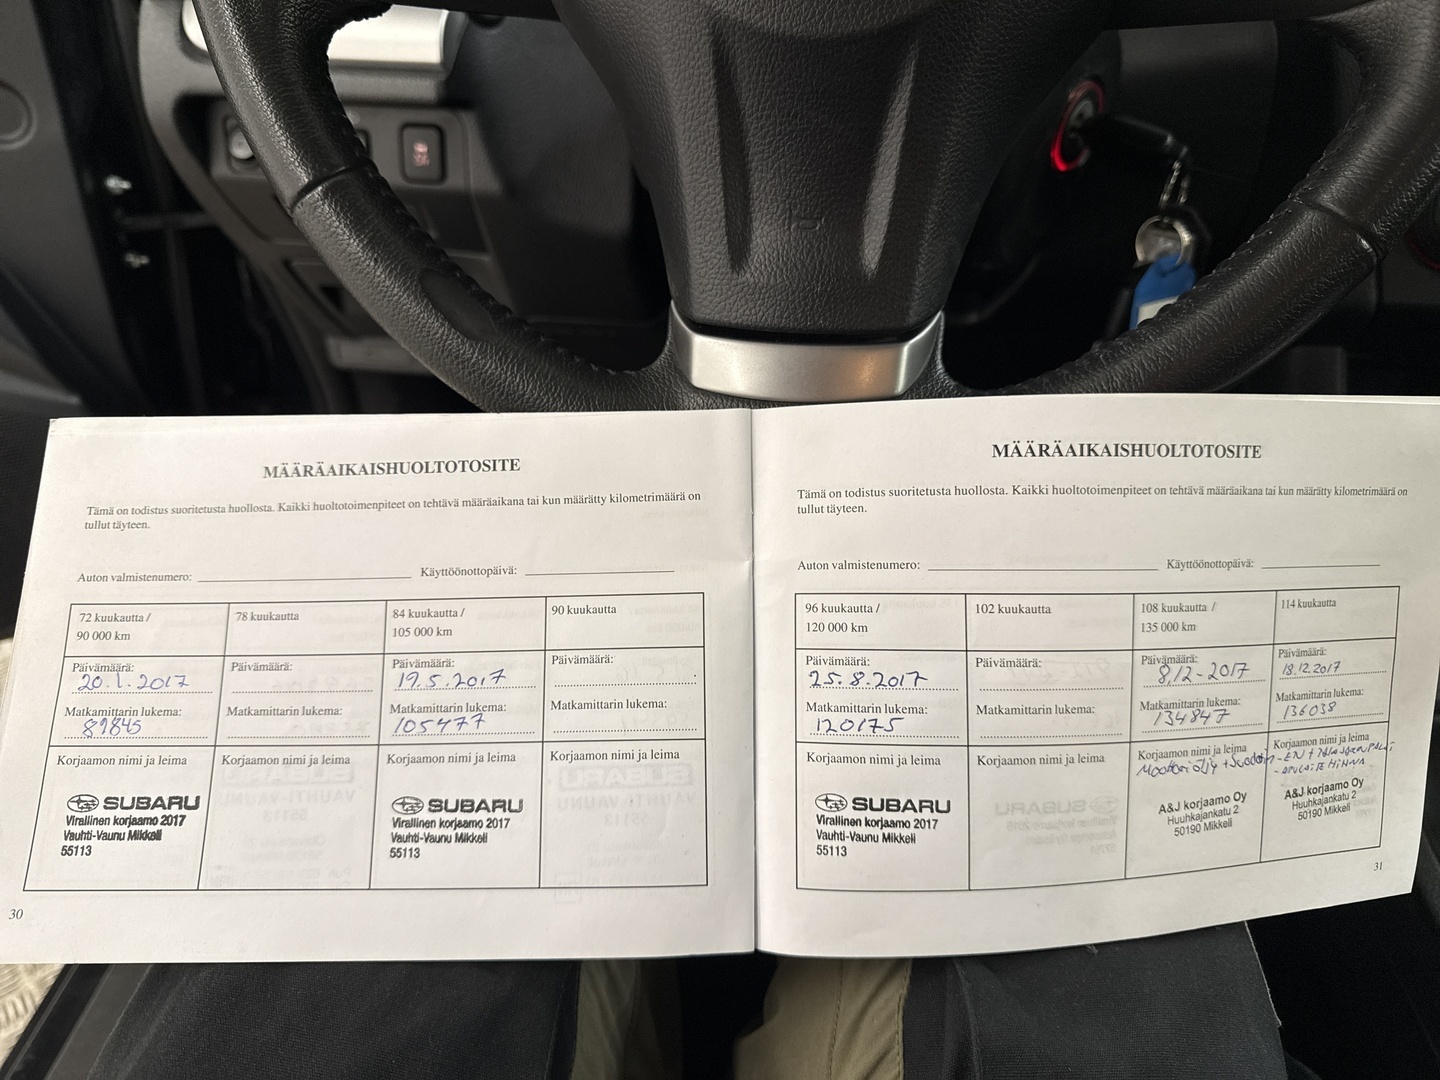 MÄÄRÄAIKAISHUOLTOTOSITE
Tämä on todistus suoritetusta huollosta. Kaikki huoltotoimenpiteet on tehtävä määräaikana tai kun määrätty kilometrimäärä on
tullut täyteen.
Auton valmistenumero:
Käyttöönottopäivä:
72 kuukautta /
90 000 km
Päivämäärä:
20.1.2017
Matkamittarin lukema:
89845
Korjaamon nimi ja leima
SUBARU
Virallinen korjaamo 2017
Vauhti-Vaunu Mikkeli
55113
78 kuukautta
Päivämäärä:
Matkamittarin lukema:
Korjaamon nimi ja leima
84 kuukautta /
105 000 km
Päivämäärä:
19.5.2017
Matkamittarin lukema:
105477
Korjaamon nimi ja leima
SUBARU
Virallinen korjaamo 2017
Vauhti-Vaunu Mikkeli
55113
90 kuukautta
Päivämäärä:
Matkamittarin lukema:
Korjaamon nimi ja leima
30
MÄÄRÄAIKAISHUOLTOTOSITE
Tämä on todistus suoritetusta huollosta. Kaikki huoltotoimenpiteet on tehtävä määräaikana tai kun määrätty kilometrimäärä on
tullut täyteen.
Auton valmistenumero:
Käyttöönottopäivä:
96 kuukautta /
120 000 km
Päivämäärä:
25.8.2017
Matkamittarin lukema:
120175
Korjaamon nimi ja leima
SUBARU
Virallinen korjaamo 2017
Vauhti-Vaunu Mikkeli
55113
102 kuukautta
Päivämäärä:
Matkamittarin lukema:
Korjaamon nimi ja leima
108 kuukautta /
135 000 km
Päivämäärä:
8.12-2017
Matkamittarin lukema:
134847
Korjaamon nimi ja leima
Moottoriöljy + Suodatin
A&J korjaamo Oy
Huuhkajankatu 2
50190 Mikkeli
114 kuukautta
Päivämäärä:
18.12.2017
Matkamittarin lukema:
136038
Korjaamon nimi ja leima
- APULAITE HIHNA
A&J korjaamo Oy
Huuhkajankatu 2
50190 Mikkeli
31